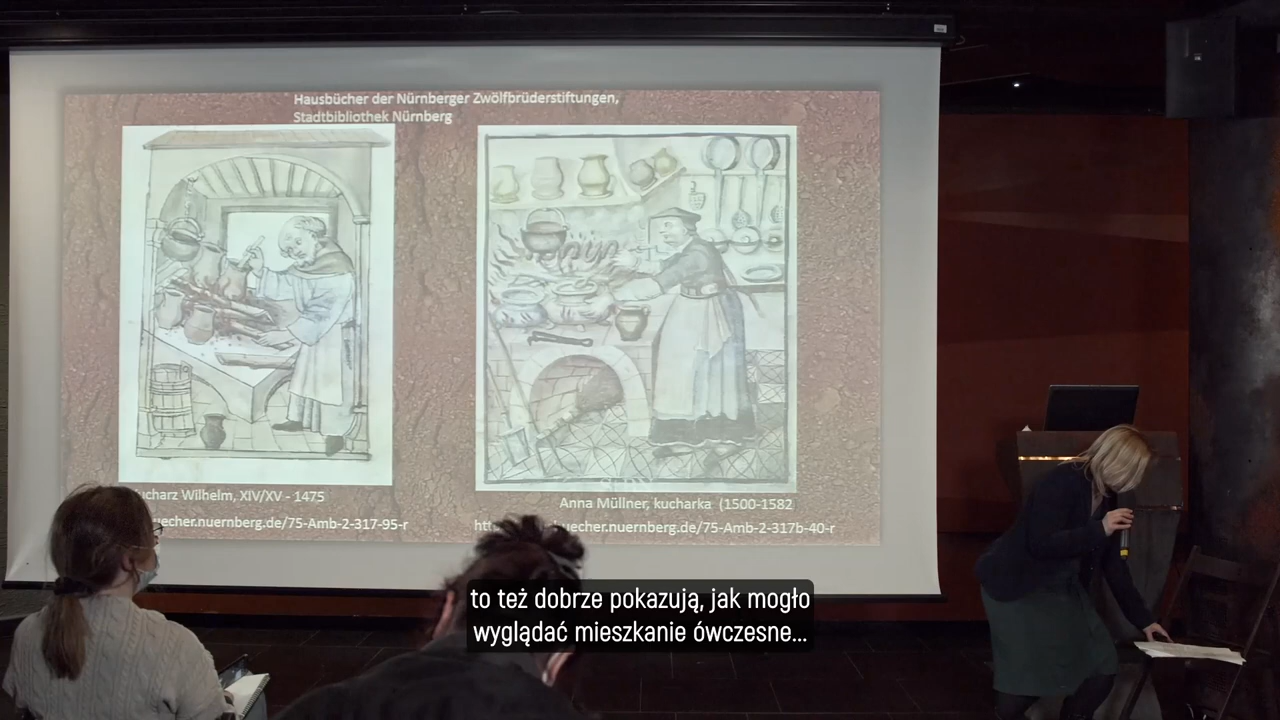 Hausbücher der Nürnberger Zwölfbrüderstiftungen,
Stadtbibliothek Nürnberg
Wilhelm, XIV/XV - 1475
Anna Müllner, kucharka (1500-1582
uecher.nuernberg.de/75-Amb-2-317-95-r
uecher.nuernberg.de/75-Amb-2-317b-40-r
to też dobrze pokazują, jak mogło
wyglądać mieszkanie ówczesne...